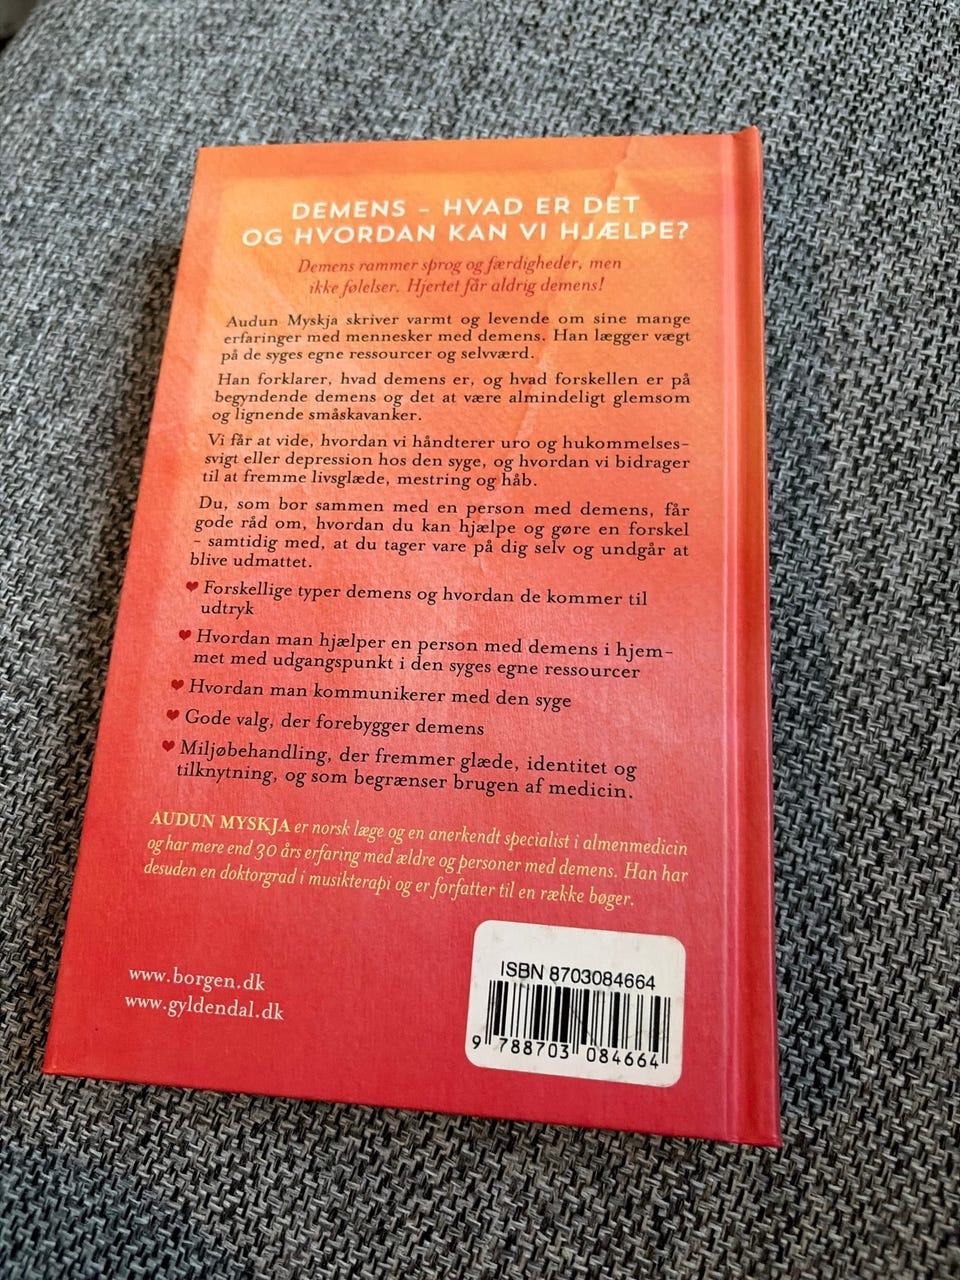 DEMENS – HVAD ER DET
OG HVORDAN KAN VI HJÆLPE?
Demens rammer sprog og færdigheder, men
ikke følelser. Hjertet får aldrig demens!
Audun Myskja skriver varmt og levende om sine mange
erfaringer med mennesker med demens. Han lægger vægt
på de syges egne ressourcer og selvværd.
Han forklarer, hvad demens er, og hvad forskellen er på
begyndende demens og det at være almindeligt glemsom
og lignende småskavanker.
Vi får at vide, hvordan vi håndterer uro og hukommelses-
svigt eller depression hos den syge, og hvordan vi bidrager
til at fremme livsglæde, mestring og håb.
Du, som bor sammen med en person med demens, får
gode råd om, hvordan du kan hjælpe og gøre en forskel
– samtidig med, at du tager vare på dig selv og undgår at
blive udmattet.
❤ Forskellige typer demens og hvordan de kommer til
udtryk
❤ Hvordan man hjælper en person med demens i hjem-
met med udgangspunkt i den syges egne ressourcer
❤ Hvordan man kommunikerer med den syge
❤ Gode valg, der forebygger demens
❤ Miljøbehandling, der fremmer glæde, identitet og
tilknytning, og som begrænser brugen af medicin.
AUDUN MYSKJA er norsk læge og en anerkendt specialist i almenmedicin
og har mere end 30 års erfaring med ældre og personer med demens. Han har
desuden en doktorgrad i musikterapi og er forfatter til en række bøger.
www.borgen.dk
www.gyldendal.dk
ISBN 8703084664
9 788703 084664